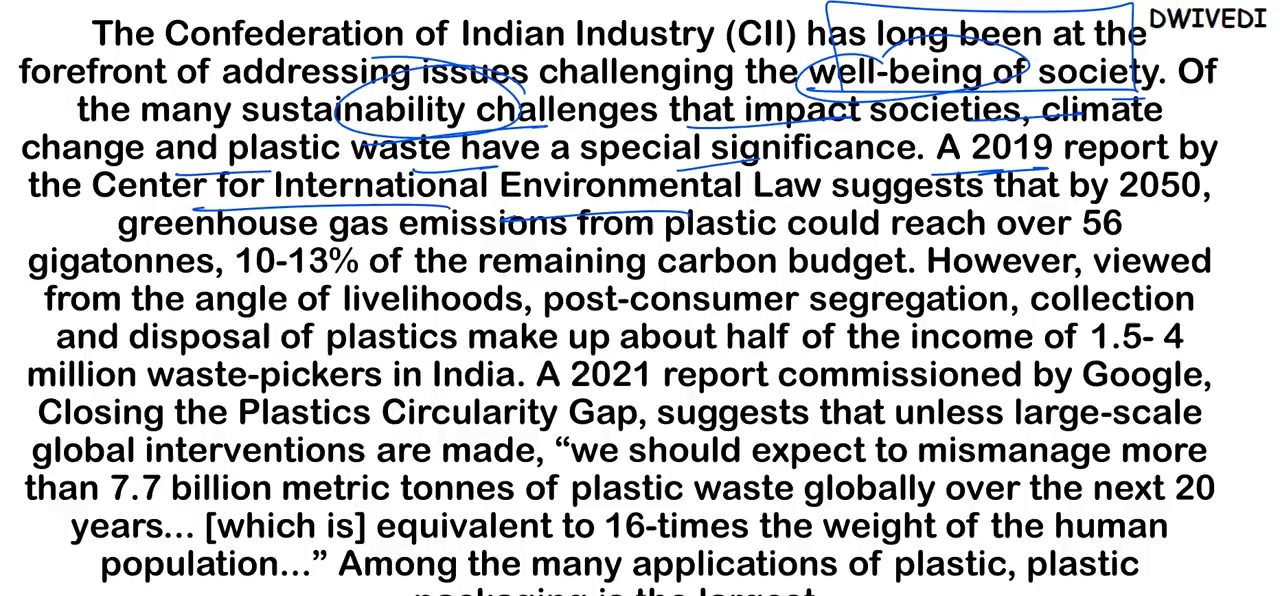 DWIVEDI
The Confederation of Indian Industry (CII) has long been at the
forefront of addressing issues challenging the well-being of society. Of
the many sustainability challenges that impact societies, climate
change and plastic waste have a special significance. A 2019 report by
the Center for International Environmental Law suggests that by 2050,
greenhouse gas emissions from plastic could reach over 56
gigatonnes, 10-13% of the remaining carbon budget. However, viewed
from the angle of livelihoods, post-consumer segregation, collection
and disposal of plastics make up about half of the income of 1.5- 4
million waste-pickers in India. A 2021 report commissioned by Google,
Closing the Plastics Circularity Gap, suggests that unless large-scale
global interventions are made, “we should expect to mismanage more
than 7.7 billion metric tonnes of plastic waste globally over the next 20
years... [which is] equivalent to 16-times the weight of the human
population...” Among the many applications of plastic, plastic
packaging is the largest